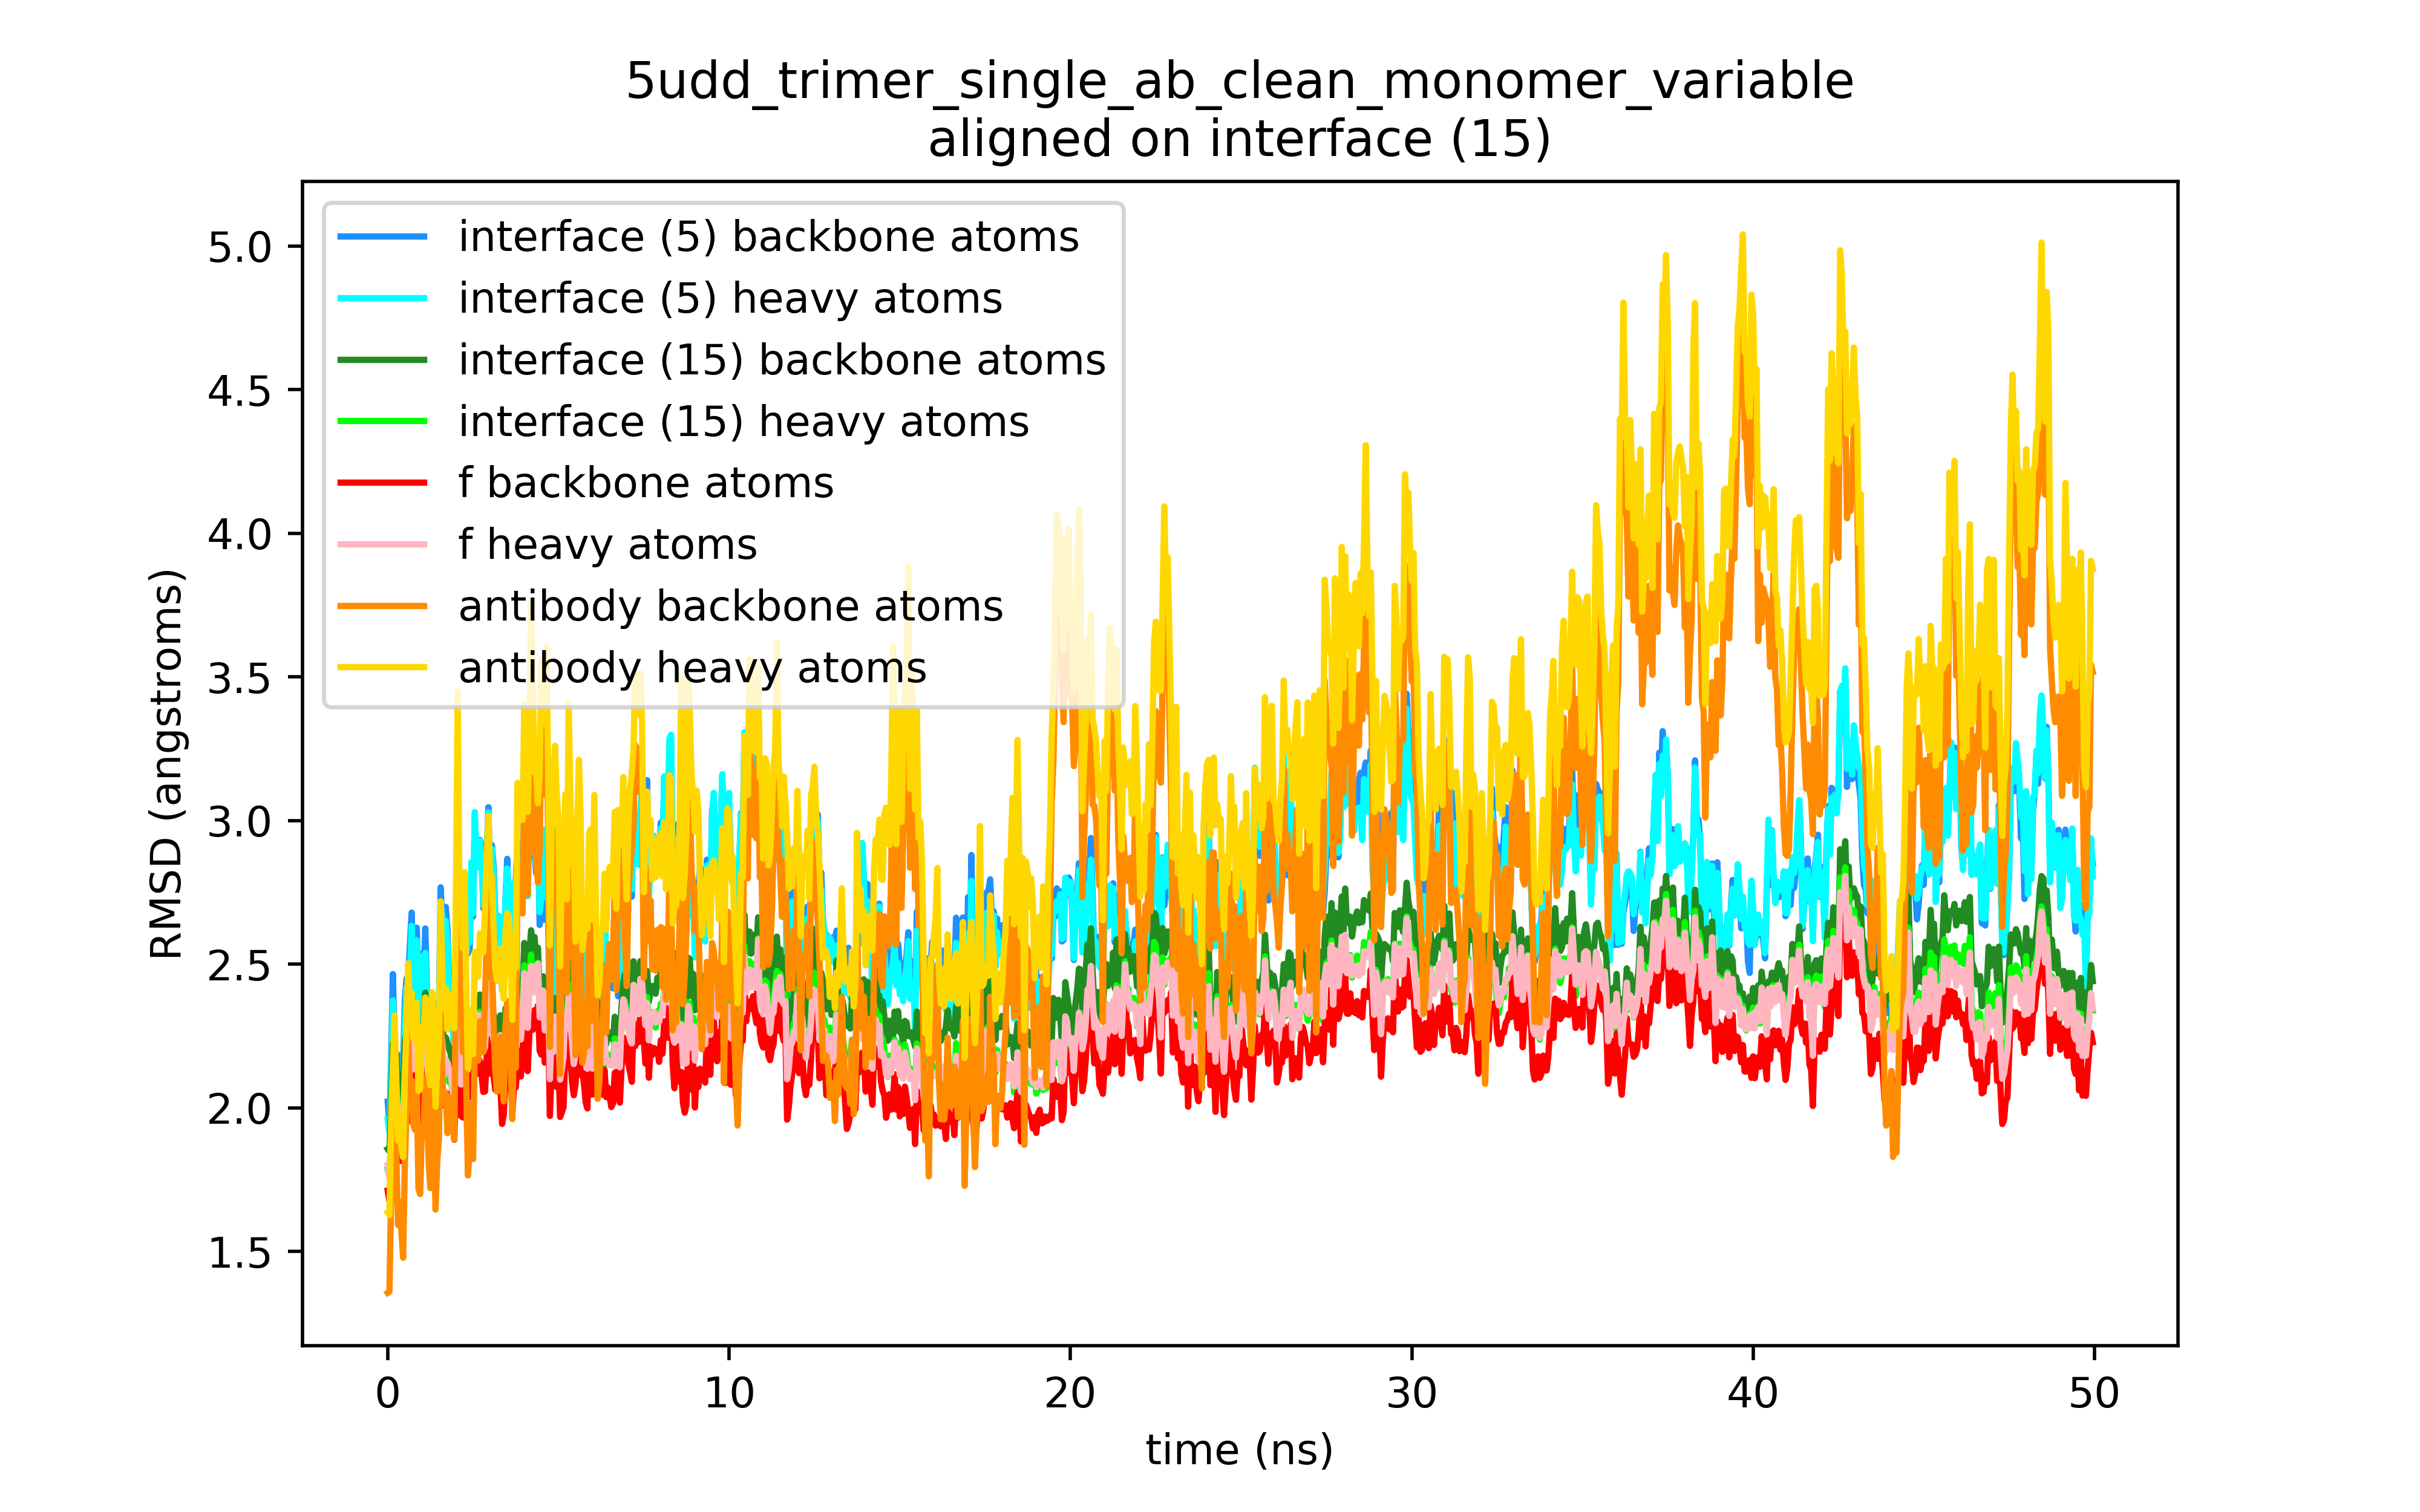 5udd_trimer_single_ab_clean_monomer_variable
aligned on interface (15)
interface (5) backbone atoms
interface (5) heavy atoms
interface (15) backbone atoms
interface (15) heavy atoms
f backbone atoms
f heavy atoms
antibody backbone atoms
antibody heavy atoms
RMSD (angstroms)
5.0
4.5
4.0
3.5
3.0
2.5
2.0
1.5
0
10
20
30
40
50
time (ns)